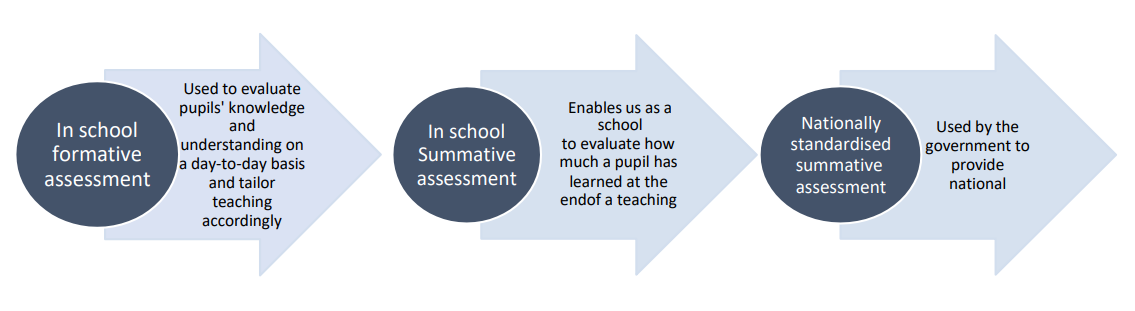 In school
formative
assessment
Used to evaluate
pupils' knowledge
and
understanding on
a day-to-day basis
and tailor
teaching
accordingly
In school
Summative
assessment
Enables us as a
school
to evaluate how
much a pupil has
learned at the
endof a teaching
Nationally
standardised
summative
assessment
Used by the
government to
provide
national